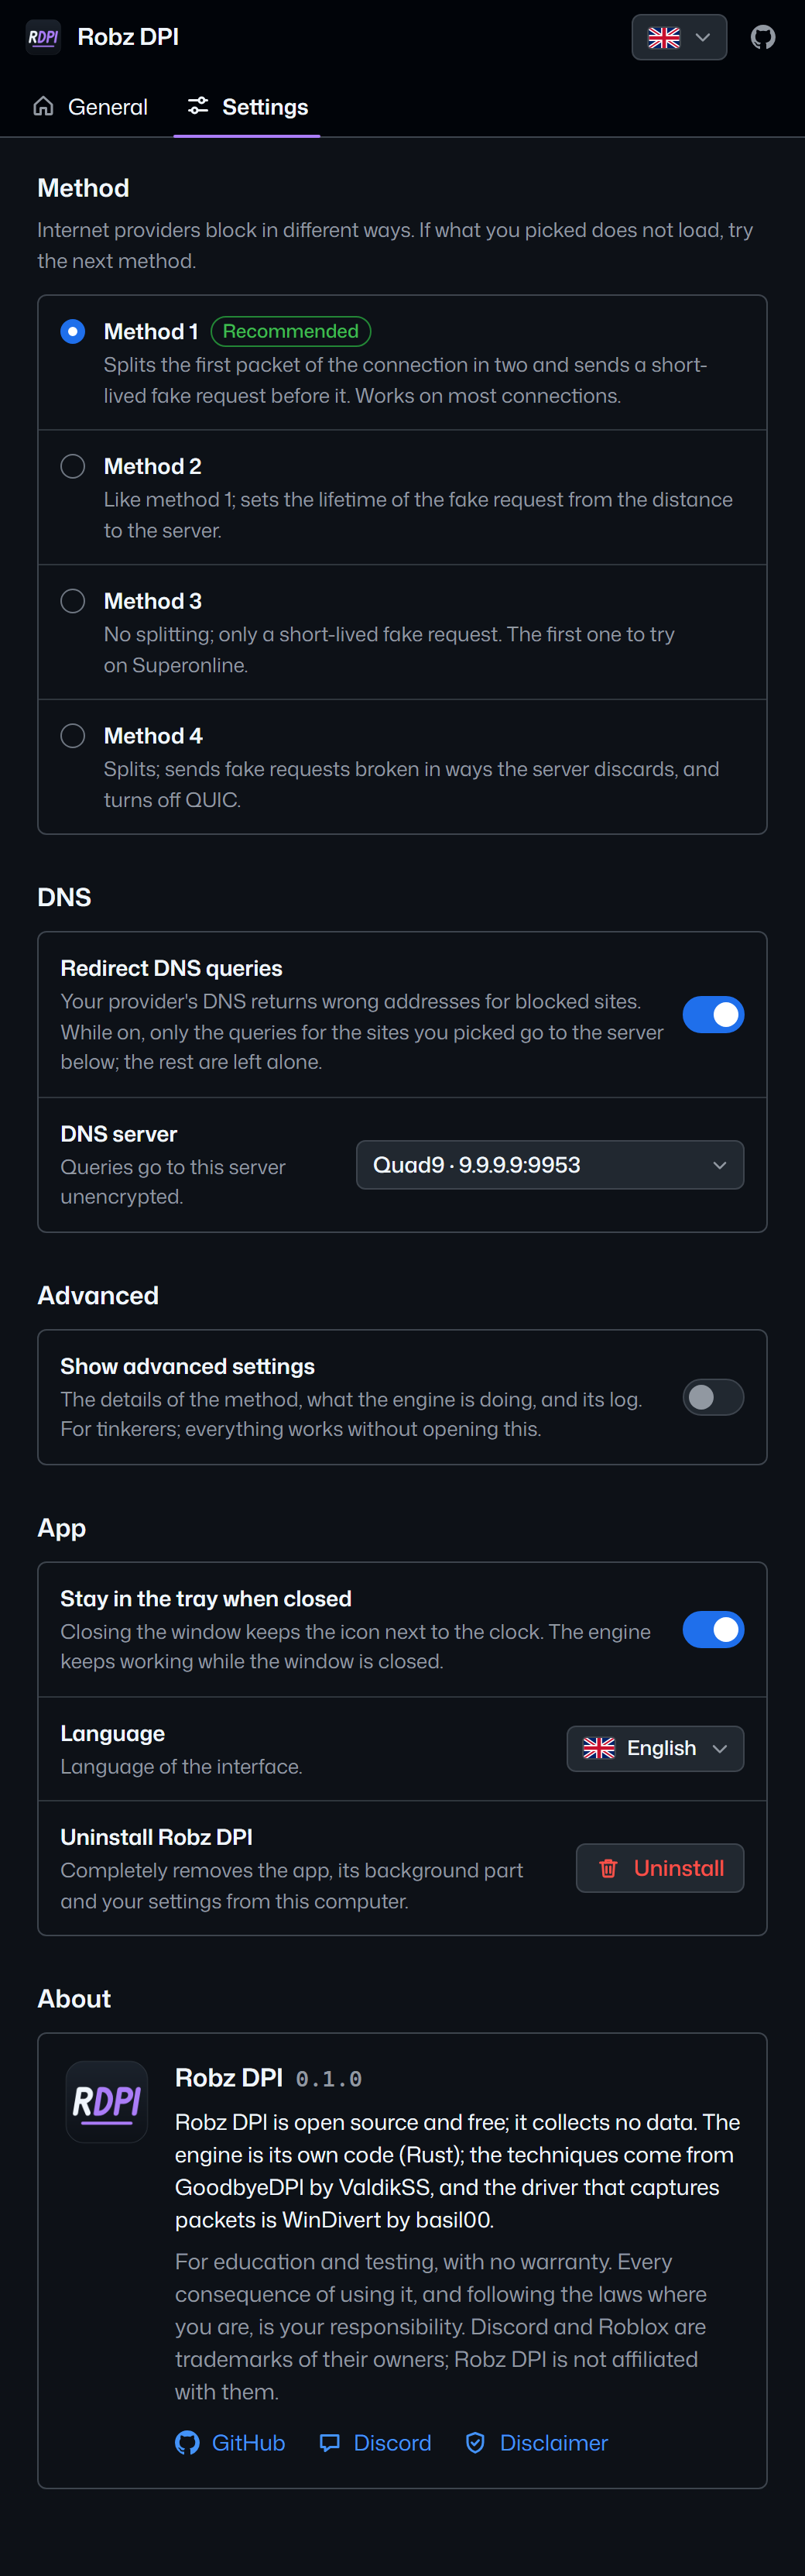 RDPI Robz DPI
General Settings
Method
Internet providers block in different ways. If what you picked does not load, try
the next method.
Method 1 Recommended
Splits the first packet of the connection in two and sends a short-
lived fake request before it. Works on most connections.
Method 2
Like method 1; sets the lifetime of the fake request from the distance
to the server.
Method 3
No splitting; only a short-lived fake request. The first one to try
on Superonline.
Method 4
Splits; sends fake requests broken in ways the server discards, and
turns off QUIC.
DNS
Redirect DNS queries
Your provider's DNS returns wrong addresses for blocked sites.
While on, only the queries for the sites you picked go to the server
below; the rest are left alone.
DNS server
Queries go to this server
unencrypted.
Quad9 · 9.9.9.9:9953
Advanced
Show advanced settings
The details of the method, what the engine is doing, and its log.
For tinkerers; everything works without opening this.
App
Stay in the tray when closed
Closing the window keeps the icon next to the clock. The engine
keeps working while the window is closed.
Language
Language of the interface.
English
Uninstall Robz DPI
Completely removes the app, its background part
and your settings from this computer.
Uninstall
About
RDPI
Robz DPI 0.1.0
Robz DPI is open source and free; it collects no data. The
engine is its own code (Rust); the techniques come from
GoodbyeDPI by ValdikSS, and the driver that captures
packets is WinDivert by basil00.
For education and testing, with no warranty. Every
consequence of using it, and following the laws where
you are, is your responsibility. Discord and Roblox are
trademarks of their owners; Robz DPI is not affiliated
with them.
GitHub Discord Disclaimer